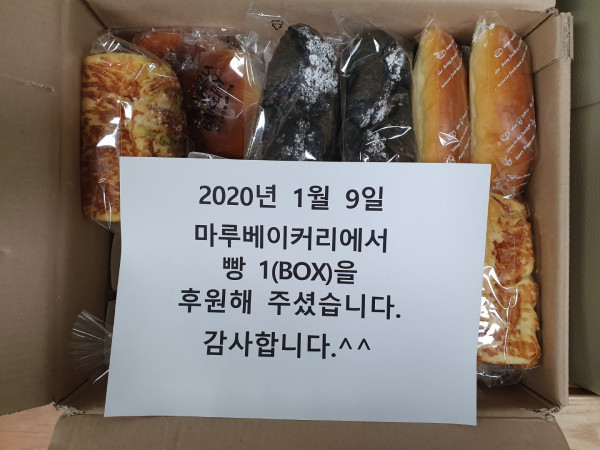 2020년 1월 9일
마루베이커리에서
빵 1(BOX)을
후원해 주셨습니다.
감사합니다.^^